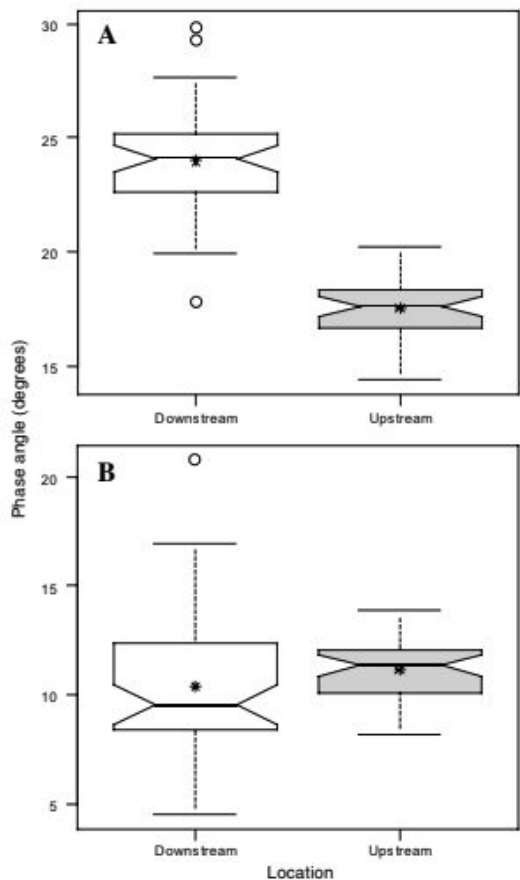 A
30
25
20
15
Downstream Upstream
Phase angle (degrees)
B
20
15
10
5
Downstream Upstream
Location